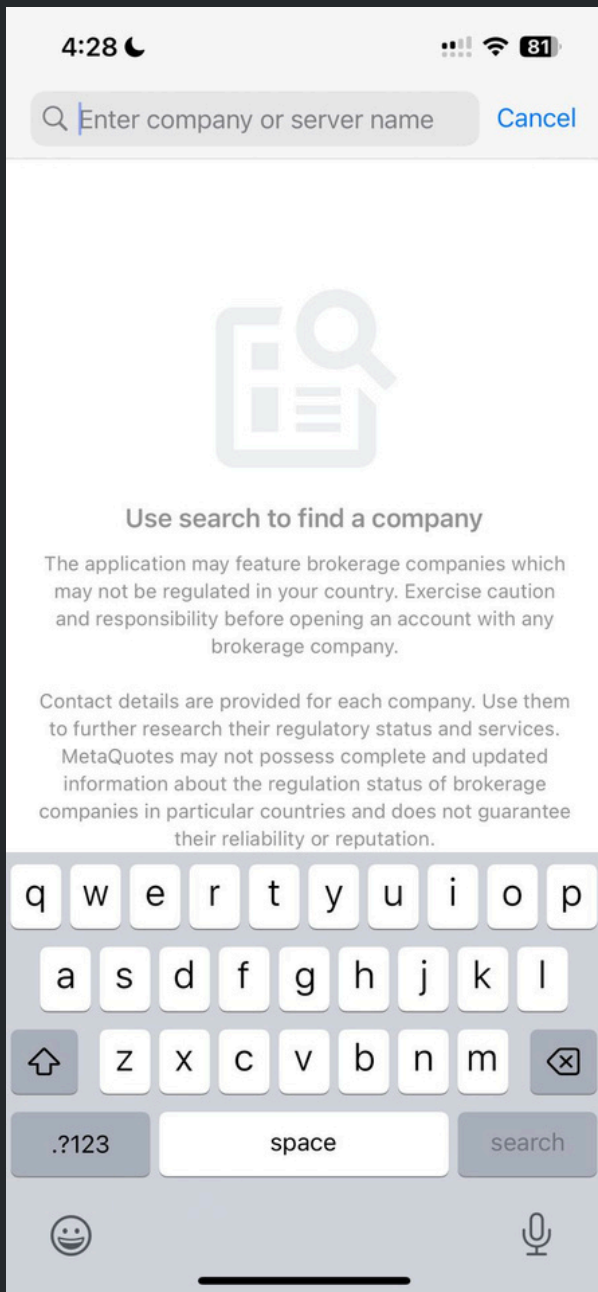 4:28
81
Enter company or server name
Cancel
Use search to find a company
The application may feature brokerage companies which
may not be regulated in your country. Exercise caution
and responsibility before opening an account with any
brokerage company.
Contact details are provided for each company. Use them
to further research their regulatory status and services.
MetaQuotes may not possess complete and updated
information about the regulation status of brokerage
companies in particular countries and does not guarantee
their reliability or reputation.
q w e r t y u i o p
a s d f g h j k l
z x c v b n m
.?123 space search